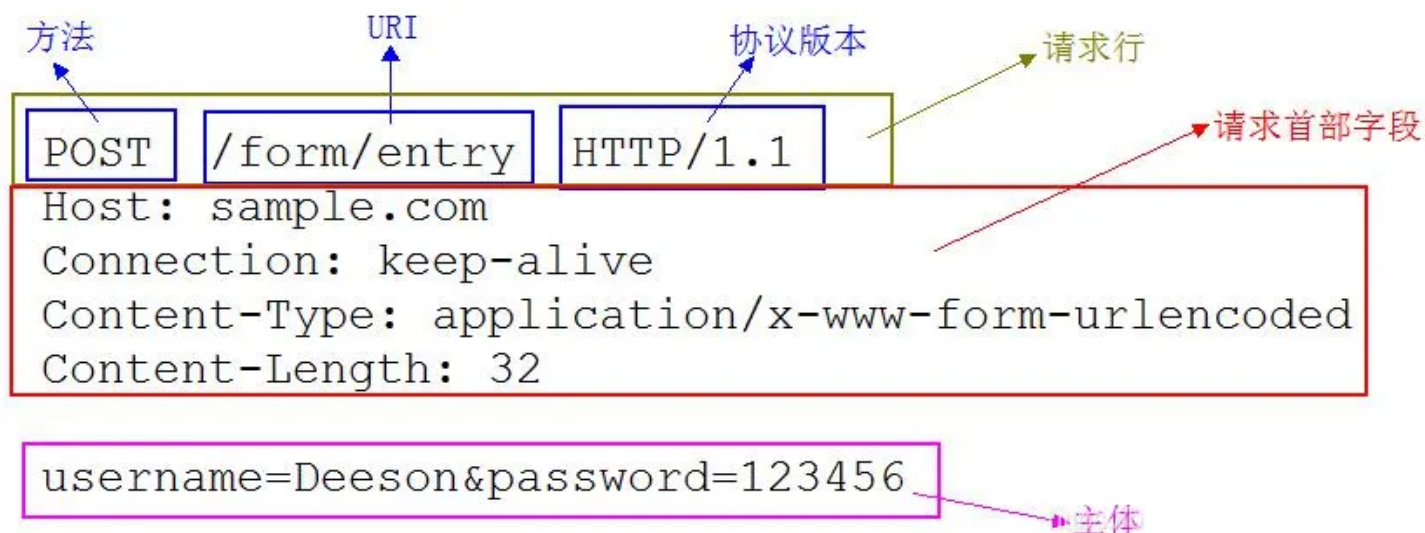 方法 URI 协议版本 请求行
请求首部字段
POST /form/entry HTTP/1.1
Host: sample.com
Connection: keep-alive
Content-Type: application/x-www-form-urlencoded
Content-Length: 32
username=Deeson&password=123456
主体